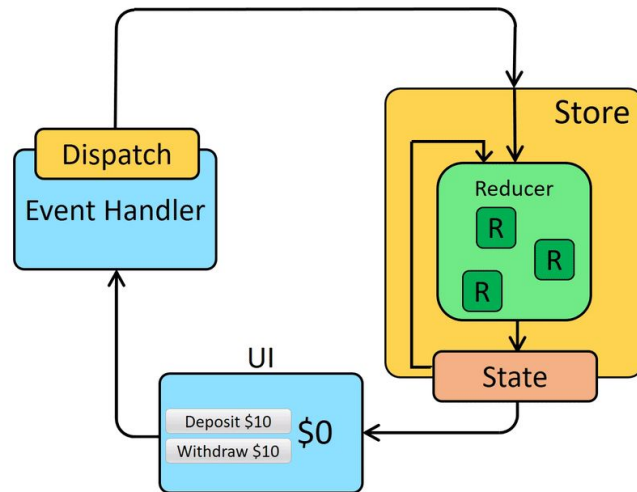 Store
Dispatch
Event Handler
Reducer
R
R
R
State
UI
Deposit $10
Withdraw $10
$0